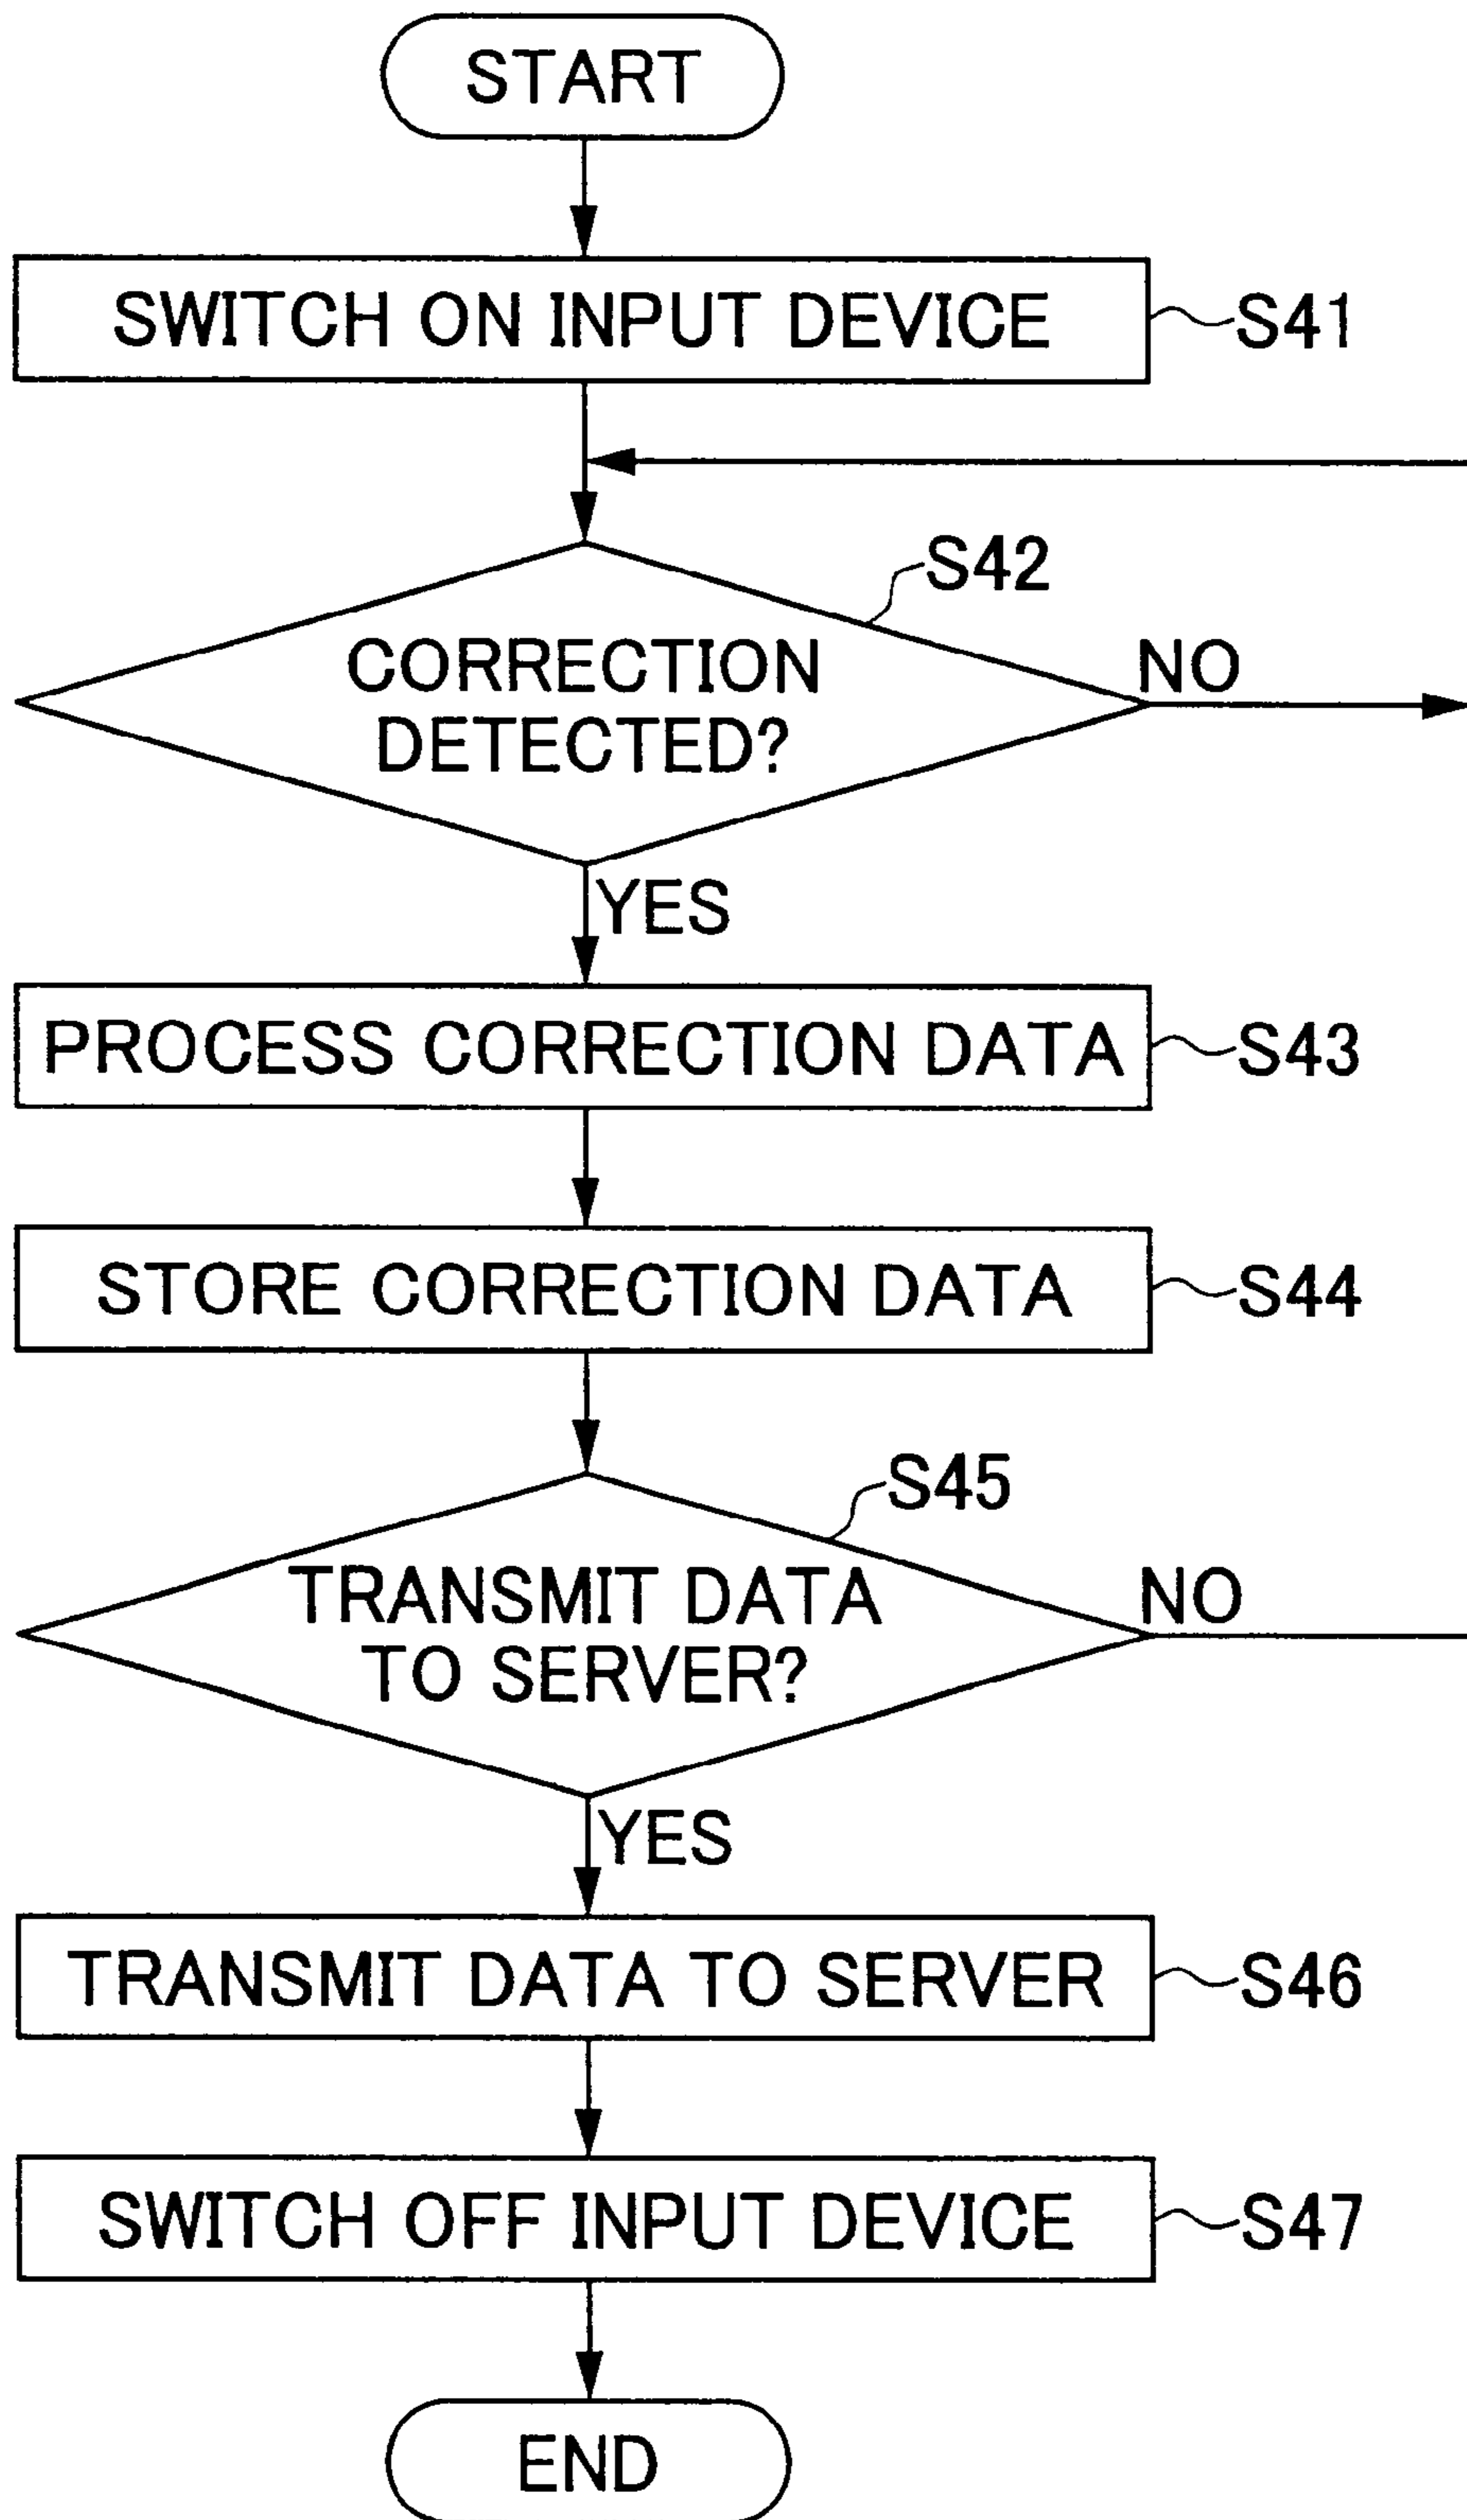 START
SWITCH ON INPUT DEVICE
S41
S42
CORRECTION
DETECTED?
NO
YES
PROCESS CORRECTION DATA
S43
STORE CORRECTION DATA
S44
S45
TRANSMIT DATA
TO SERVER?
NO
YES
TRANSMIT DATA TO SERVER
S46
SWITCH OFF INPUT DEVICE
S47
END